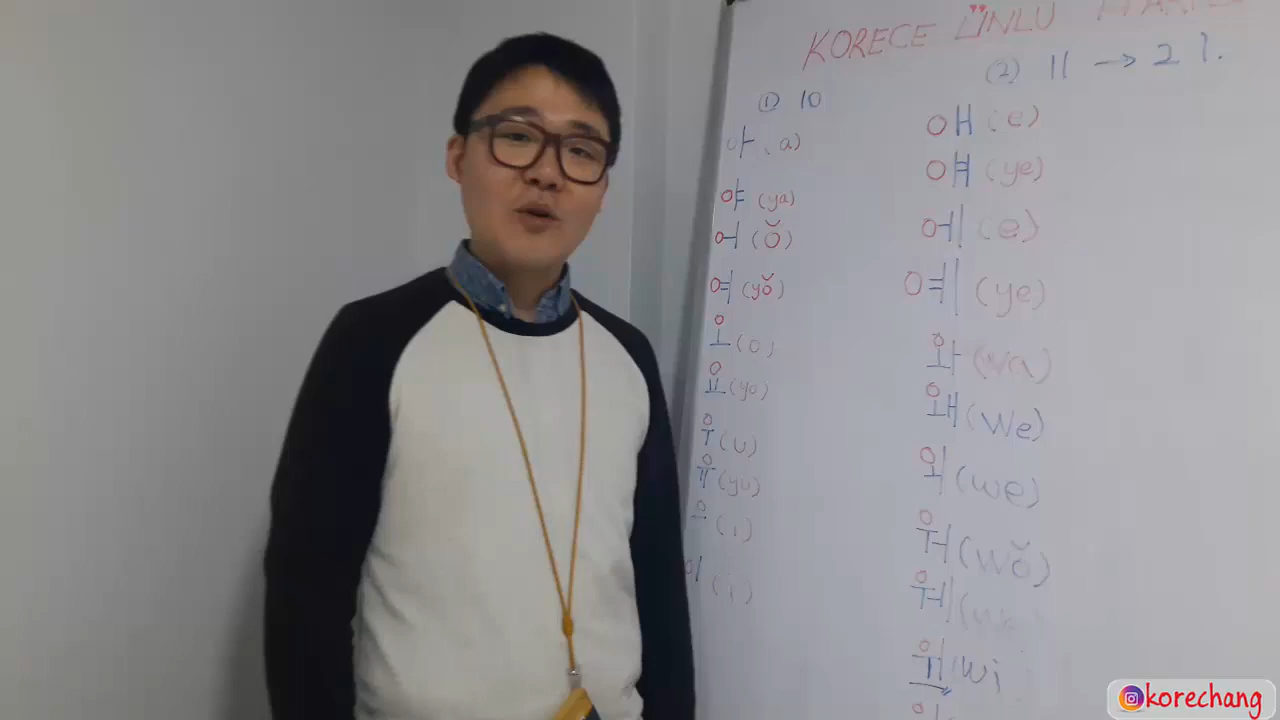 KORECE ÜNLÜ
① 10
아 (a)
야 (ya)
어 (ŏ)
여 (yŏ)
오 (o)
요 (yo)
우 (u)
유 (yu)
으 (ı)
이 (i)
(2) 11 → 21.
애 (e)
얘 (ye)
에 (e)
예 (ye)
와 (wa)
왜 (we)
외 (we)
워 (wŏ)
웨
위 wi
korechang